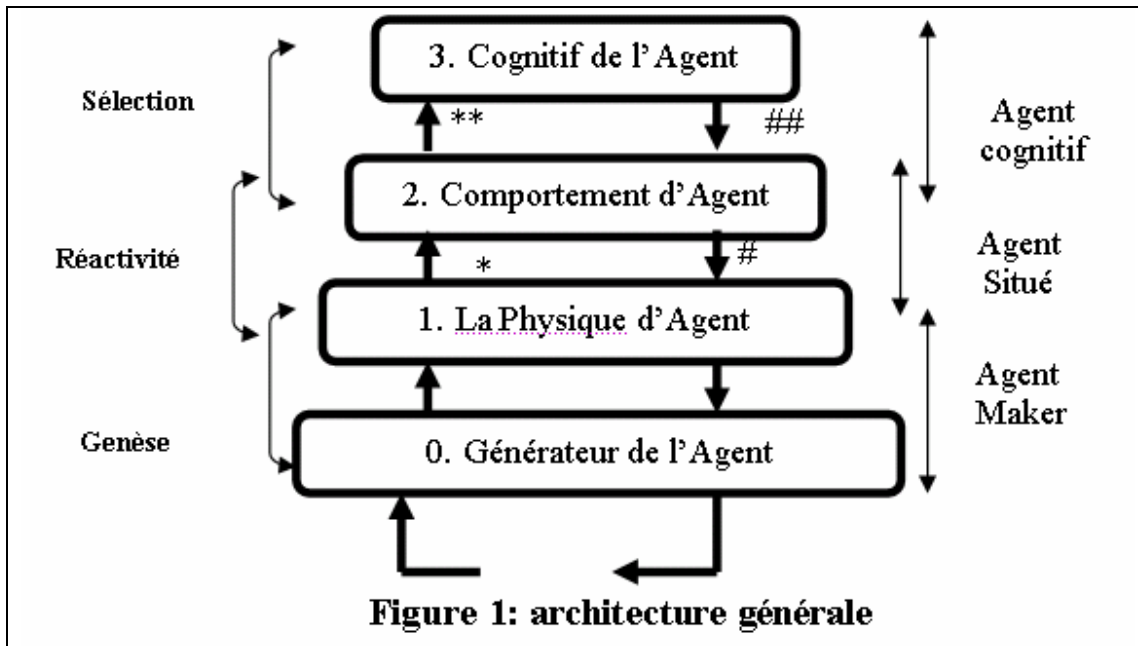 3. Cognitif de l'Agent
Sélection
**
##
Agent
cognitif
2. Comportement d'Agent
Réactivité
*
#
Agent
Situé
1. La Physique d'Agent
Agent
Maker
Genèse
0. Générateur de l'Agent
Figure 1: architecture générale